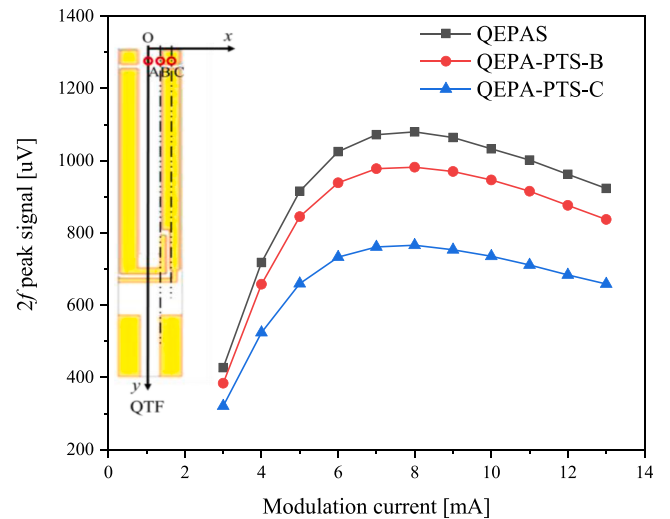 1400
1200
1000
800
600
400
200
2f peak signal [uV]
O
x
A B C
y
QTF
QEPAS
QEPA-PTS-B
QEPA-PTS-C
0 2 4 6 8 10 12 14
Modulation current [mA]